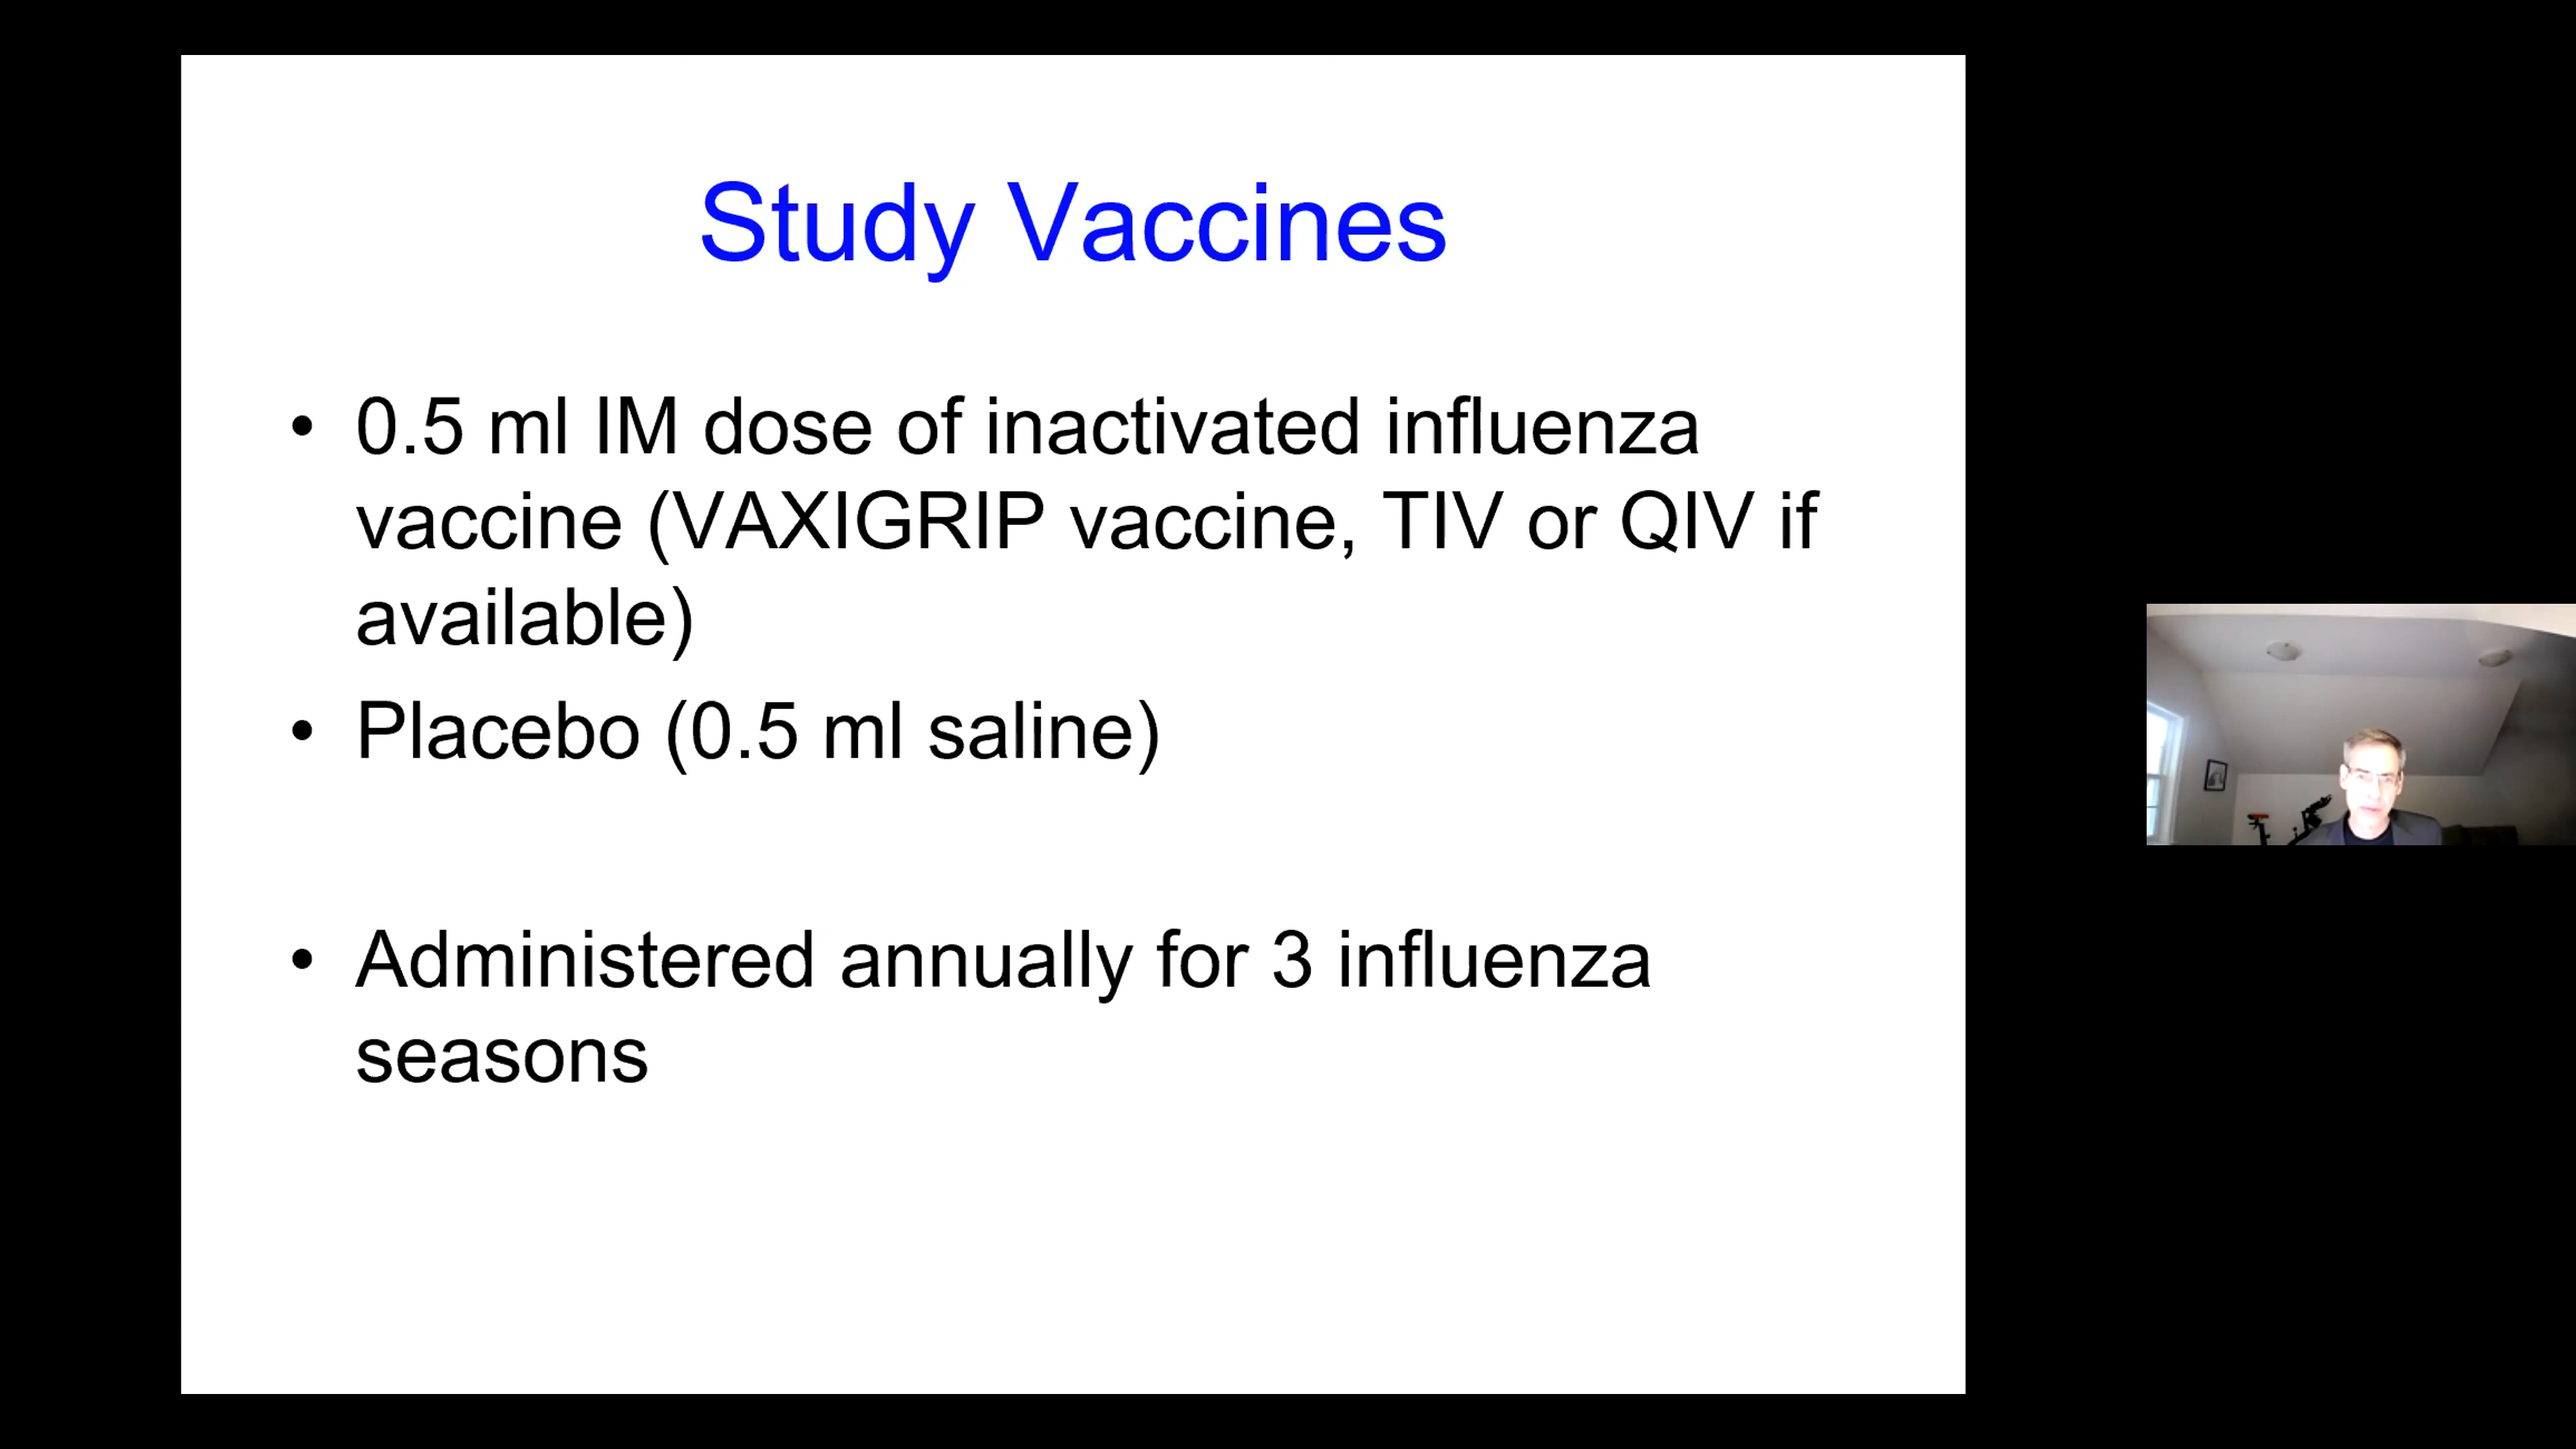 Study Vaccines
• 0.5 ml IM dose of inactivated influenza
vaccine (VAXIGRIP vaccine, TIV or QIV if
available)
• Placebo (0.5 ml saline)
• Administered annually for 3 influenza
seasons